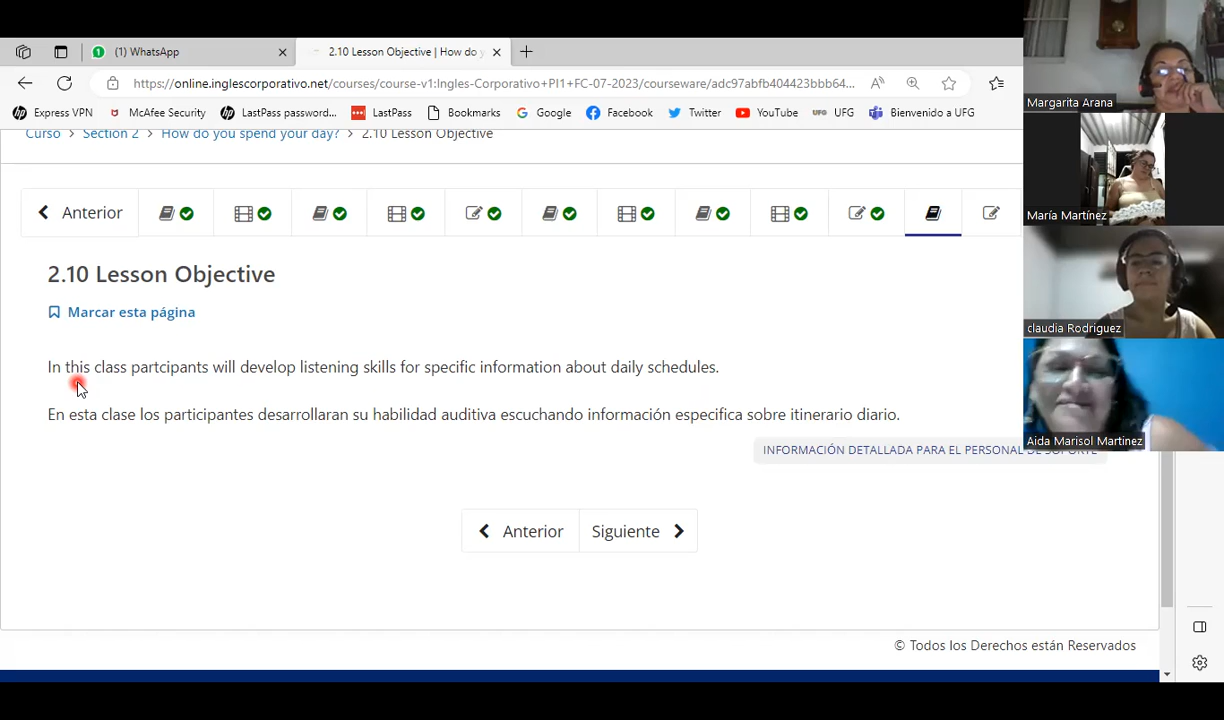 (1) WhatsApp
2.10 Lesson Objective | How do y
https://online.inglescorporativo.net/courses/course-v1:Ingles-Corporativo+PI1+FC-07-2023/courseware/adc97abfb404423bbb64...
Express VPN McAfee Security LastPass password... LastPass Bookmarks Google Facebook Twitter YouTube UFG UFG Bienvenido a UFG
Curso > Section 2 > How do you spend your day? > 2.10 Lesson Objective
Anterior
2.10 Lesson Objective
Marcar esta página
In this class partcipants will develop listening skills for specific information about daily schedules.
En esta clase los participantes desarrollaran su habilidad auditiva escuchando información especifica sobre itinerario diario.
INFORMACIÓN DETALLADA PARA EL PERSONAL DE SOPORTE
Anterior Siguiente
© Todos los Derechos están Reservados
Margarita Arana
María Martínez
claudia Rodriguez
Aida Marisol Martinez